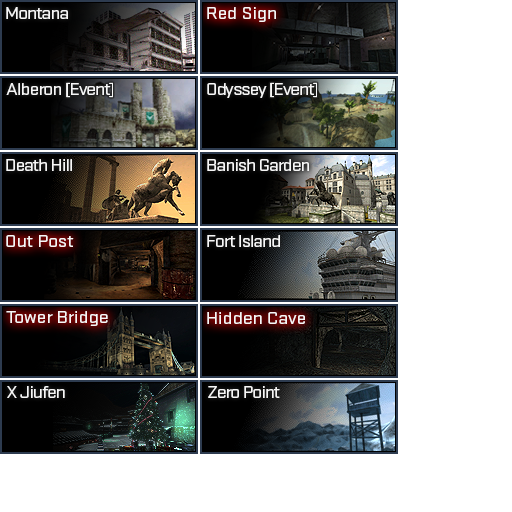 Montana
Red Sign
Alberon [Event]
Odyssey [Event]
Death Hill
Banish Garden
Out Post
Fort Island
Tower Bridge
Hidden Cave
X Jiufen
Zero Point